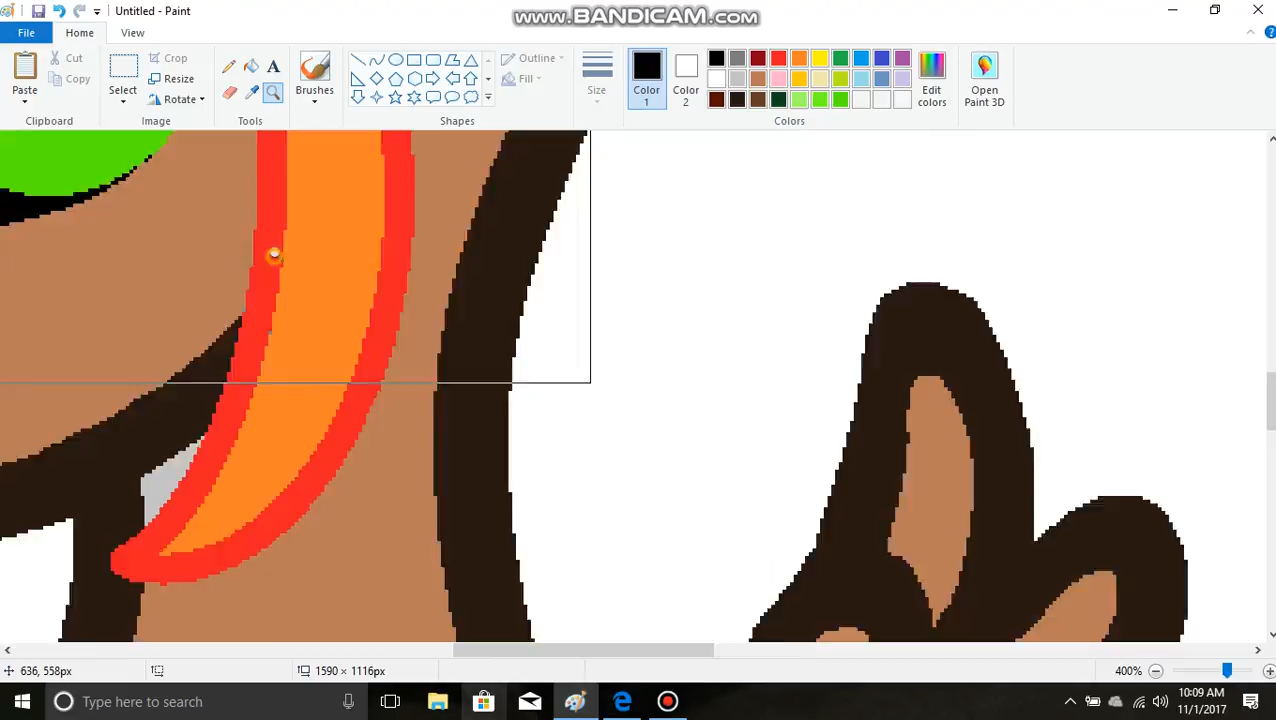 www.BANDICAM.com
Untitled - Paint
File Home View
Paste
Clipboard
Cut
Copy
Select
Crop
Resize
Rotate
Image
A
Tools
Brushes
Outline
Fill
Shapes
Size
Color 1
Color 2
Colors
Edit colors
Open Paint 3D
636, 558px
1590 × 1116px
400%
Type here to search
10:09 AM
11/1/2017